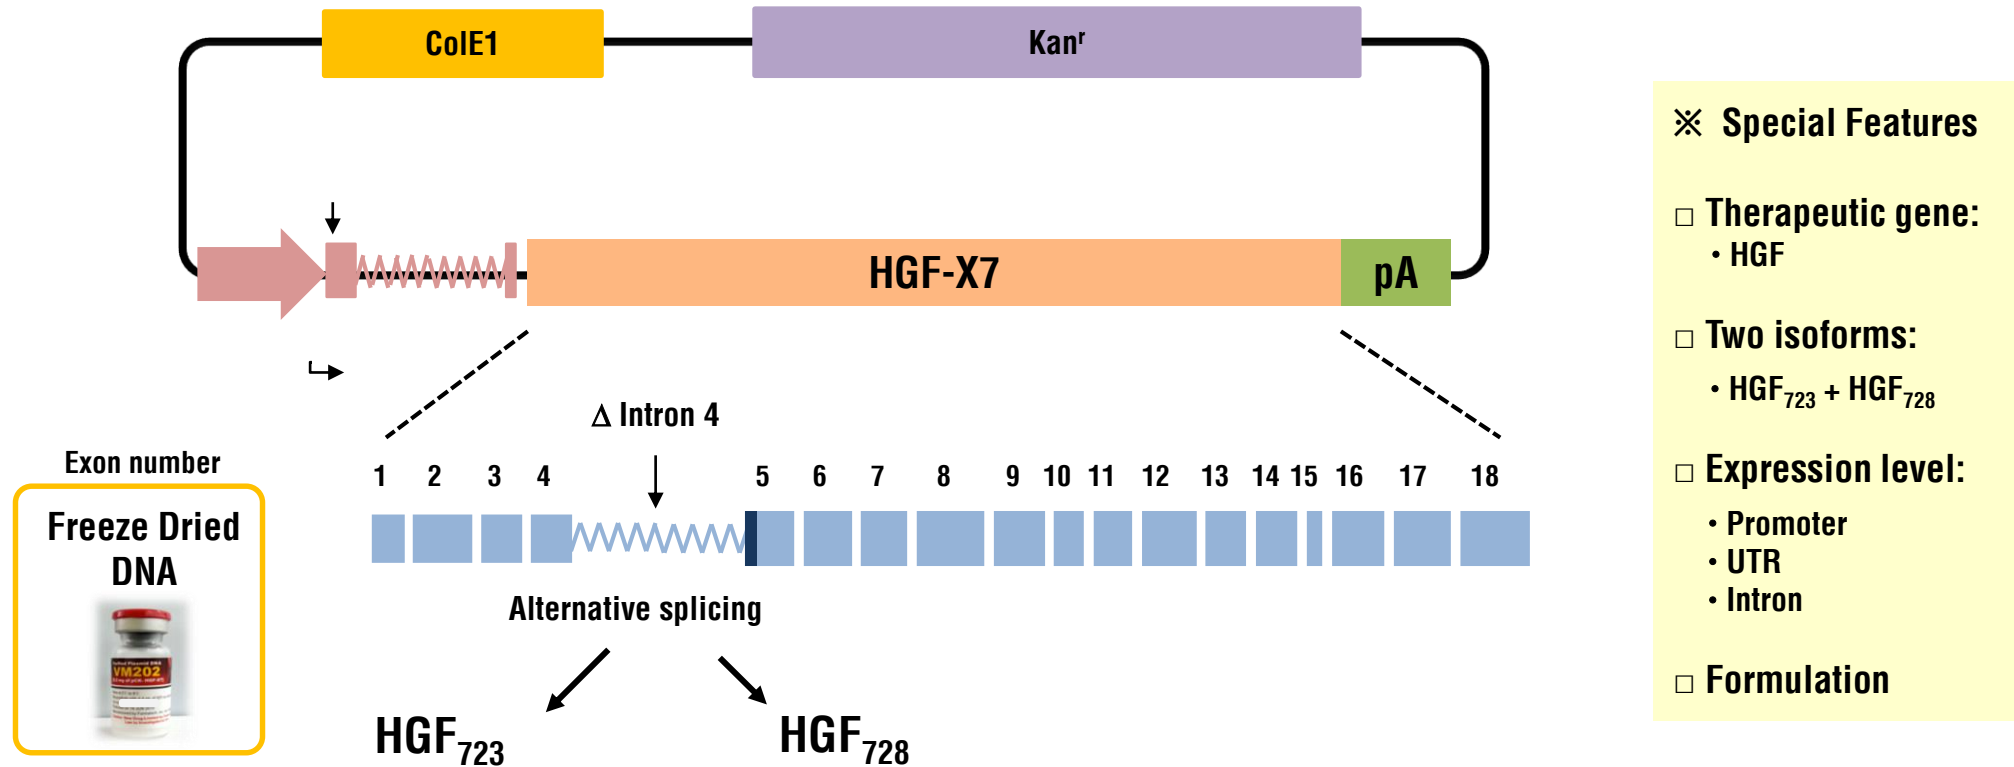 ColE1
Kanʳ
HGF-X7
pA
Δ Intron 4
Exon number
1 2 3 4 5 6 7 8 9 10 11 12 13 14 15 16 17 18
Freeze Dried
DNA
VM202
Alternative splicing
HGF₇₂₃
HGF₇₂₈
※ Special Features
□ Therapeutic gene:
• HGF
□ Two isoforms:
• HGF₇₂₃ + HGF₇₂₈
□ Expression level:
• Promoter
• UTR
• Intron
□ Formulation